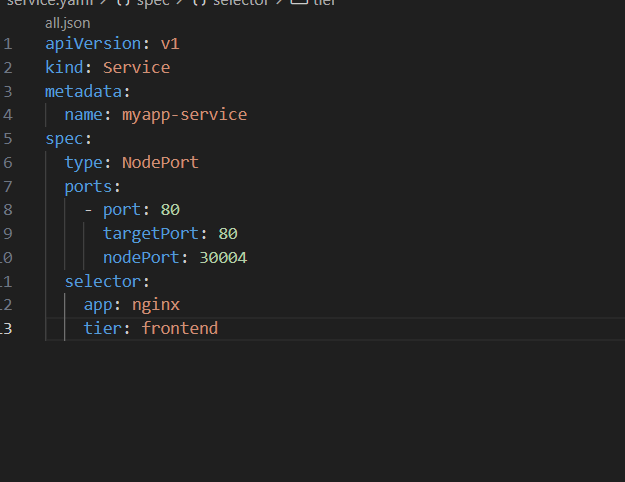 service.yaml > {} spec > {} selector > tier
all.json
1 apiVersion: v1
2 kind: Service
3 metadata:
4   name: myapp-service
5 spec:
6   type: NodePort
7   ports:
8     - port: 80
9       targetPort: 80
10       nodePort: 30004
11   selector:
12     app: nginx
13     tier: frontend